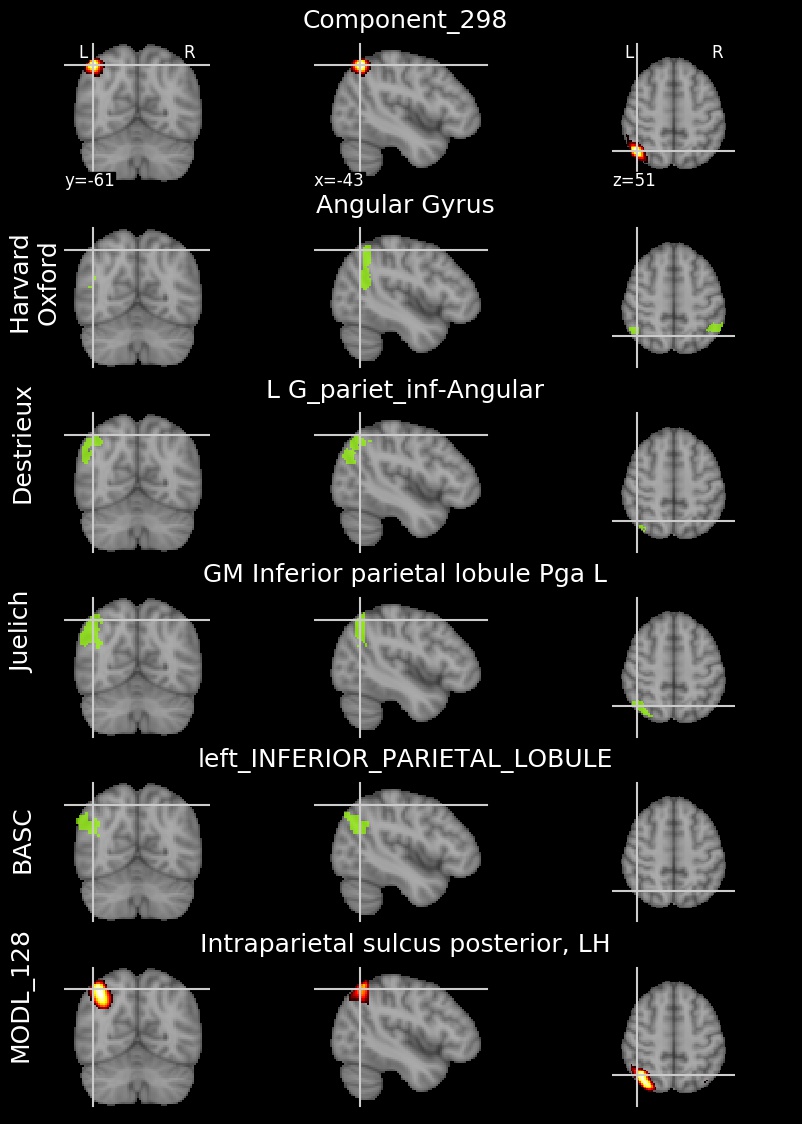 Component_298
L R L R
y=-61 x=-43 z=51
Angular Gyrus
Harvard
Oxford
L G_pariet_inf-Angular
Destrieux
GM Inferior parietal lobule Pga L
Juelich
left_INFERIOR_PARIETAL_LOBULE
BASC
Intraparietal sulcus posterior, LH
MODL_128